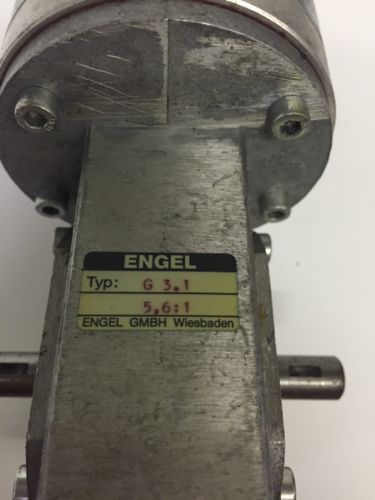 ENGEL
Typ: G 3.1
5,6:1
ENGEL GMBH Wiesbaden